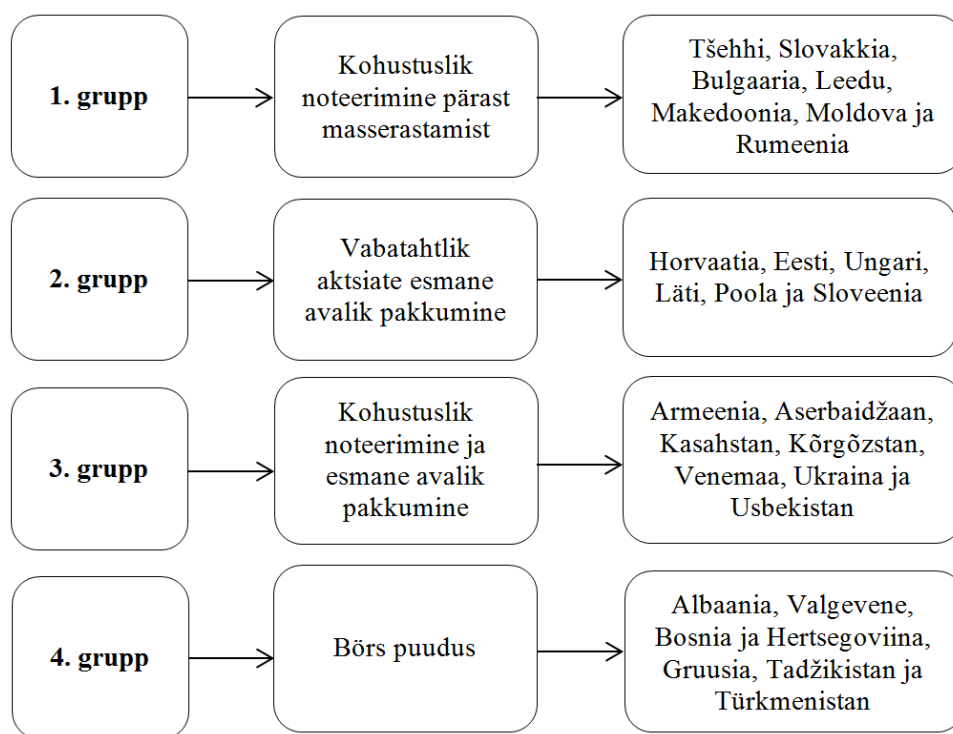 1. grupp
Kohustuslik
noteerimine pärast
masserastamist
Tšehhi, Slovakkia,
Bulgaaria, Leedu,
Makedoonia, Moldova ja
Rumeenia
2. grupp
Vabatahtlik
aktsiate esmane
avalik pakkumine
Horvaatia, Eesti, Ungari,
Läti, Poola ja Sloveenia
3. grupp
Kohustuslik
noteerimine ja
esmane avalik
pakkumine
Armeenia, Aserbaidžaan,
Kasahstan, Kõrgõzstan,
Venemaa, Ukraina ja
Usbekistan
4. grupp
Börs puudus
Albaania, Valgevene,
Bosnia ja Hertsegoviina,
Gruusia, Tadžikistan ja
Türkmenistan